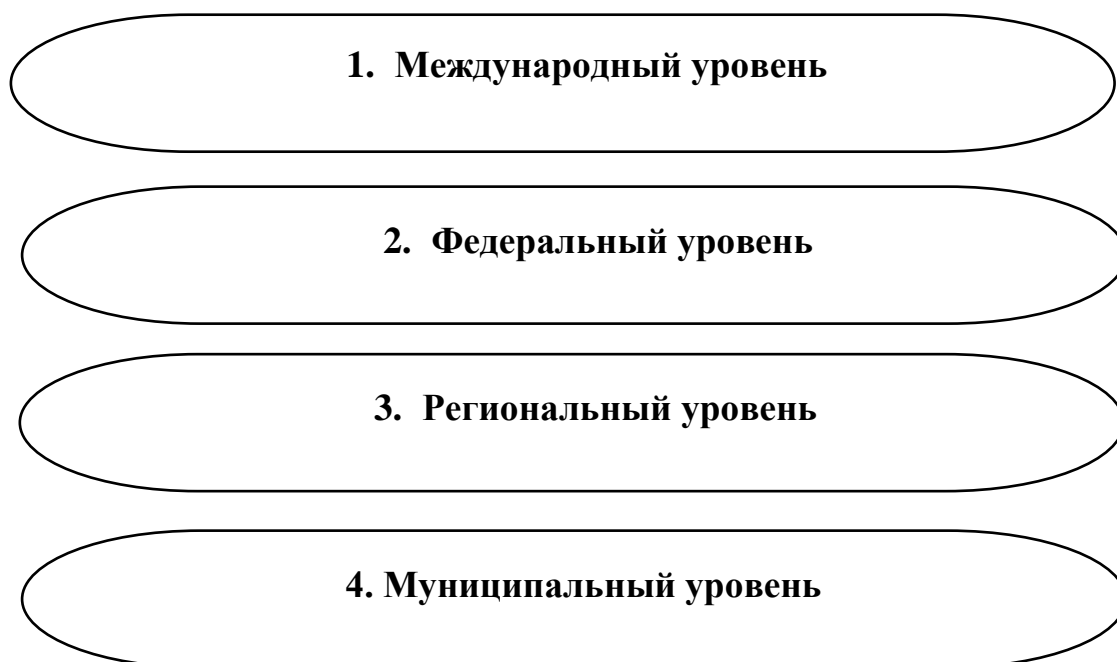 1. Международный уровень
2. Федеральный уровень
3. Региональный уровень
4. Муниципальный уровень